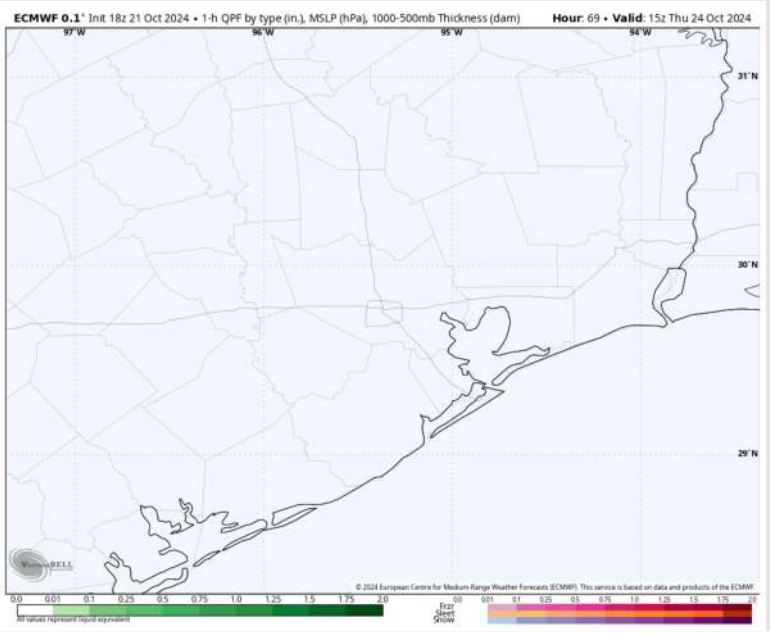 ECMWF 0.1° Init 18z 21 Oct 2024 • 1-h QPF by type (in.), MSLP (hPa), 1000-500mb Thickness (dam) Hour: 69 • Valid: 15z Thu 24 Oct 2024
97°W 96°W 95°W 94°W
31°N
30°N
29°N
WeatherBELL
© 2024 European Centre for Medium-Range Weather Forecasts (ECMWF). This service is based on data and products of the ECMWF
0.0 0.01 0.1 0.25 0.5 0.75 1.0 1.25 1.5 1.75 2.0
All values represent liquid equivalent
0.0 0.01 0.1 0.25 0.5 0.75 1.0 1.25 1.5 1.75 2.0
Frzr
Sleet
Snow